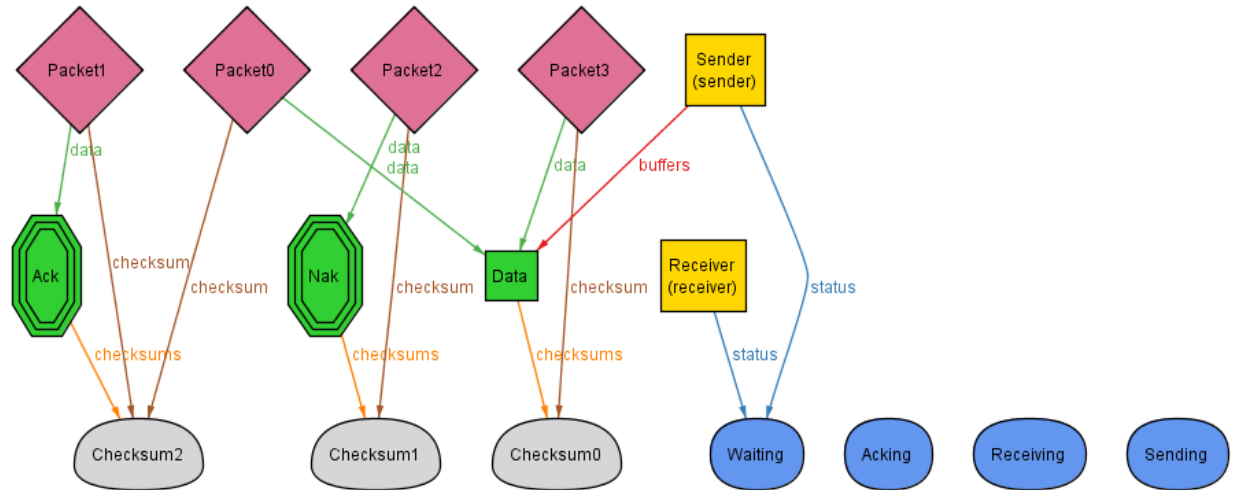 Packet1
Packet0
Packet2
Packet3
Sender
(sender)
data
data
data
data
buffers
Ack
Nak
Data
Receiver
(receiver)
checksum
checksum
checksum
checksum
status
checksums
checksums
checksums
status
Checksum2
Checksum1
Checksum0
Waiting
Acking
Receiving
Sending